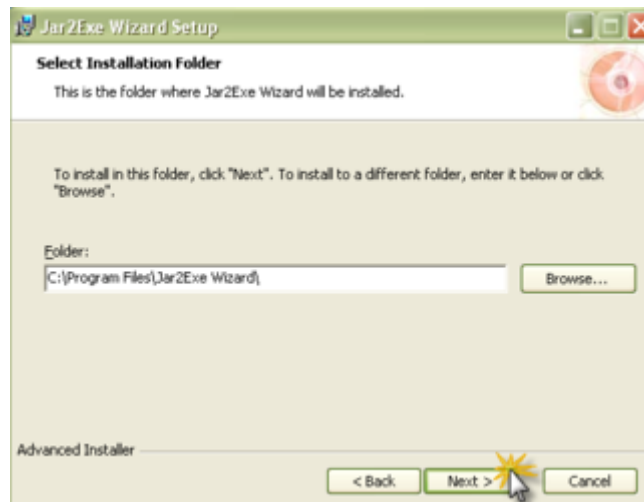 Jar2Exe Wizard Setup
Select Installation Folder
This is the folder where Jar2Exe Wizard will be installed.
To install in this folder, click "Next". To install to a different folder, enter it below or click
"Browse".
Folder:
C:\Program Files\Jar2Exe Wizard\
Browse...
Advanced Installer
< Back
Next >
Cancel